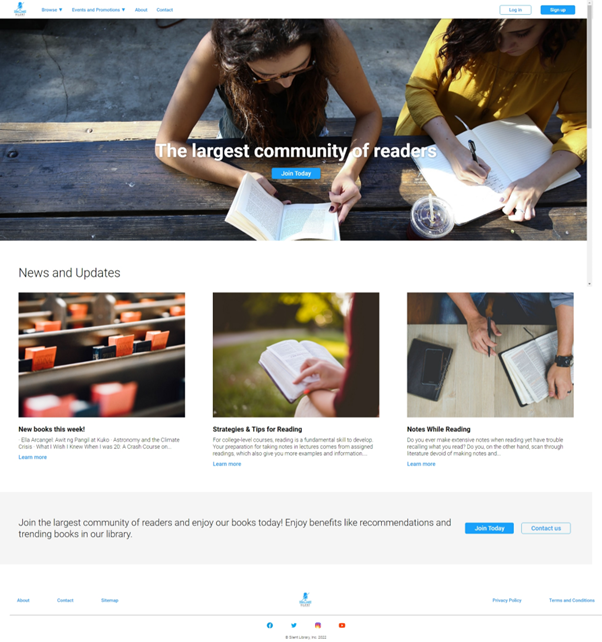 Browse ▼ Events and Promotions ▼ About Contact Log in Sign up
The largest community of readers
Join Today
News and Updates
New books this week!
· Ella Arcangel: Awit ng Pangil at Kuko · Astronomy and the Climate
Crisis · What I Wish I Knew When I was 20: A Crash Course on...
Learn more
Strategies & Tips for Reading
For college-level courses, reading is a fundamental skill to develop.
Your preparation for taking notes in lectures comes from assigned
readings, which also give you more examples and information,...
Learn more
Notes While Reading
Do you ever make extensive notes when reading yet have trouble
recalling what you read? Do you, on the other hand, scan through
literature devoid of making notes and...
Learn more
Join the largest community of readers and enjoy our books today! Enjoy benefits like recommendations and
trending books in our library.
Join Today Contact us
About Contact Sitemap Privacy Policy Terms and Conditions
© Silent Library, Inc. 2022